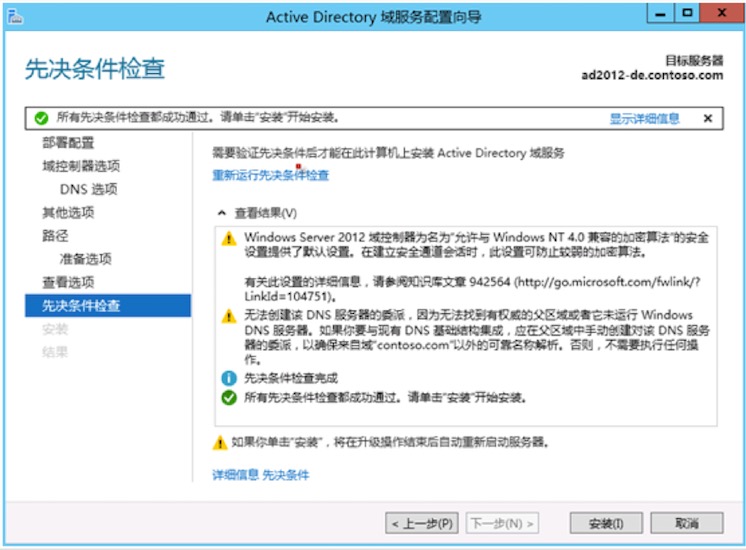 Active Directory 域服务配置向导
先决条件检查
目标服务器
ad2012-de.contoso.com
所有先决条件检查都成功通过。请单击"安装"开始安装。
显示详细信息
部署配置
域控制器选项
DNS 选项
其他选项
路径
准备选项
查看选项
先决条件检查
安装
结果
需要验证先决条件后才能在此计算机上安装 Active Directory 域服务
重新运行先决条件检查
查看结果(V)
Windows Server 2012 域控制器为名为"允许与 Windows NT 4.0 兼容的加密算法"的安全
设置提供了默认设置。在建立安全通道会话时，此设置可防止较弱的加密算法。
有关此设置的详细信息，请参阅知识库文章 942564 (http://go.microsoft.com/fwlink/?
LinkId=104751)。
无法创建该 DNS 服务器的委派，因为无法找到有权威的父区域或者它未运行 Windows
DNS 服务器。如果你要与现有 DNS 基础结构集成，应在父区域中手动创建对该 DNS 服务
器的委派，以确保来自域"contoso.com"以外的可靠名称解析。否则，不需要执行任何操
作。
先决条件检查完成
所有先决条件检查都成功通过。请单击"安装"开始安装。
如果你单击"安装"，将在升级操作结束后自动重新启动服务器。
详细信息 先决条件
< 上一步(P)
下一步(N) >
安装(I)
取消